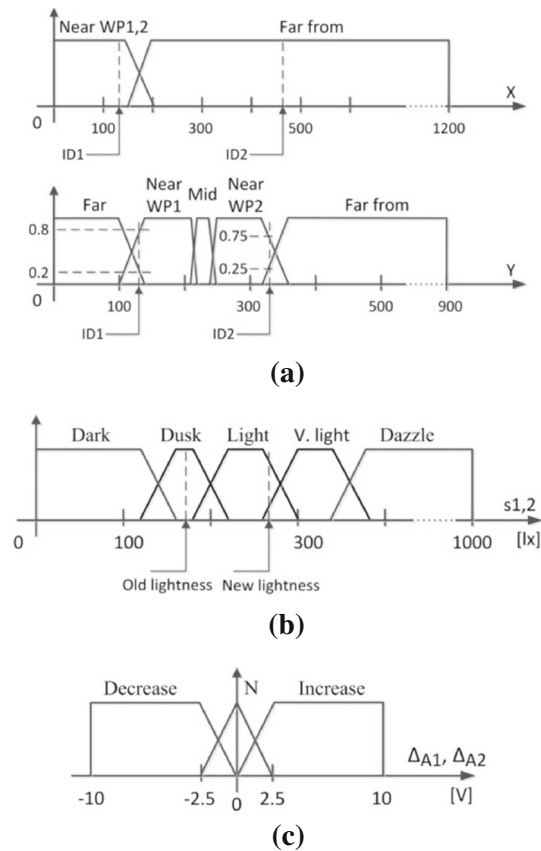 Near WP1,2 Far from
X
0 100 300 500 1200
ID1 ID2
Far Near WP1 Mid Near WP2 Far from
0.8 0.75
0.2 0.25
0 100 300 500 900 Y
ID1 ID2
(a)
Dark Dusk Light V. light Dazzle
s1,2
0 100 300 1000 [lx]
Old lightness New lightness
(b)
Decrease N Increase
Δ_A1, Δ_A2
-10 -2.5 0 2.5 10 [V]
(c)